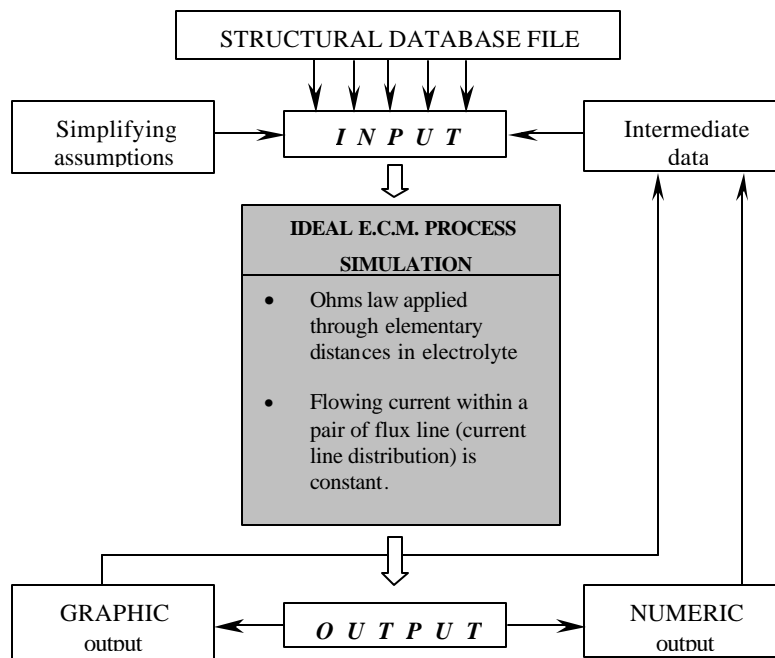 STRUCTURAL DATABASE FILE
Simplifying
assumptions
I N P U T
Intermediate
data
IDEAL E.C.M. PROCESS
SIMULATION
• Ohms law applied
through elementary
distances in electrolyte
• Flowing current within a
pair of flux line (current
line distribution) is
constant.
GRAPHIC
output
O U T P U T
NUMERIC
output